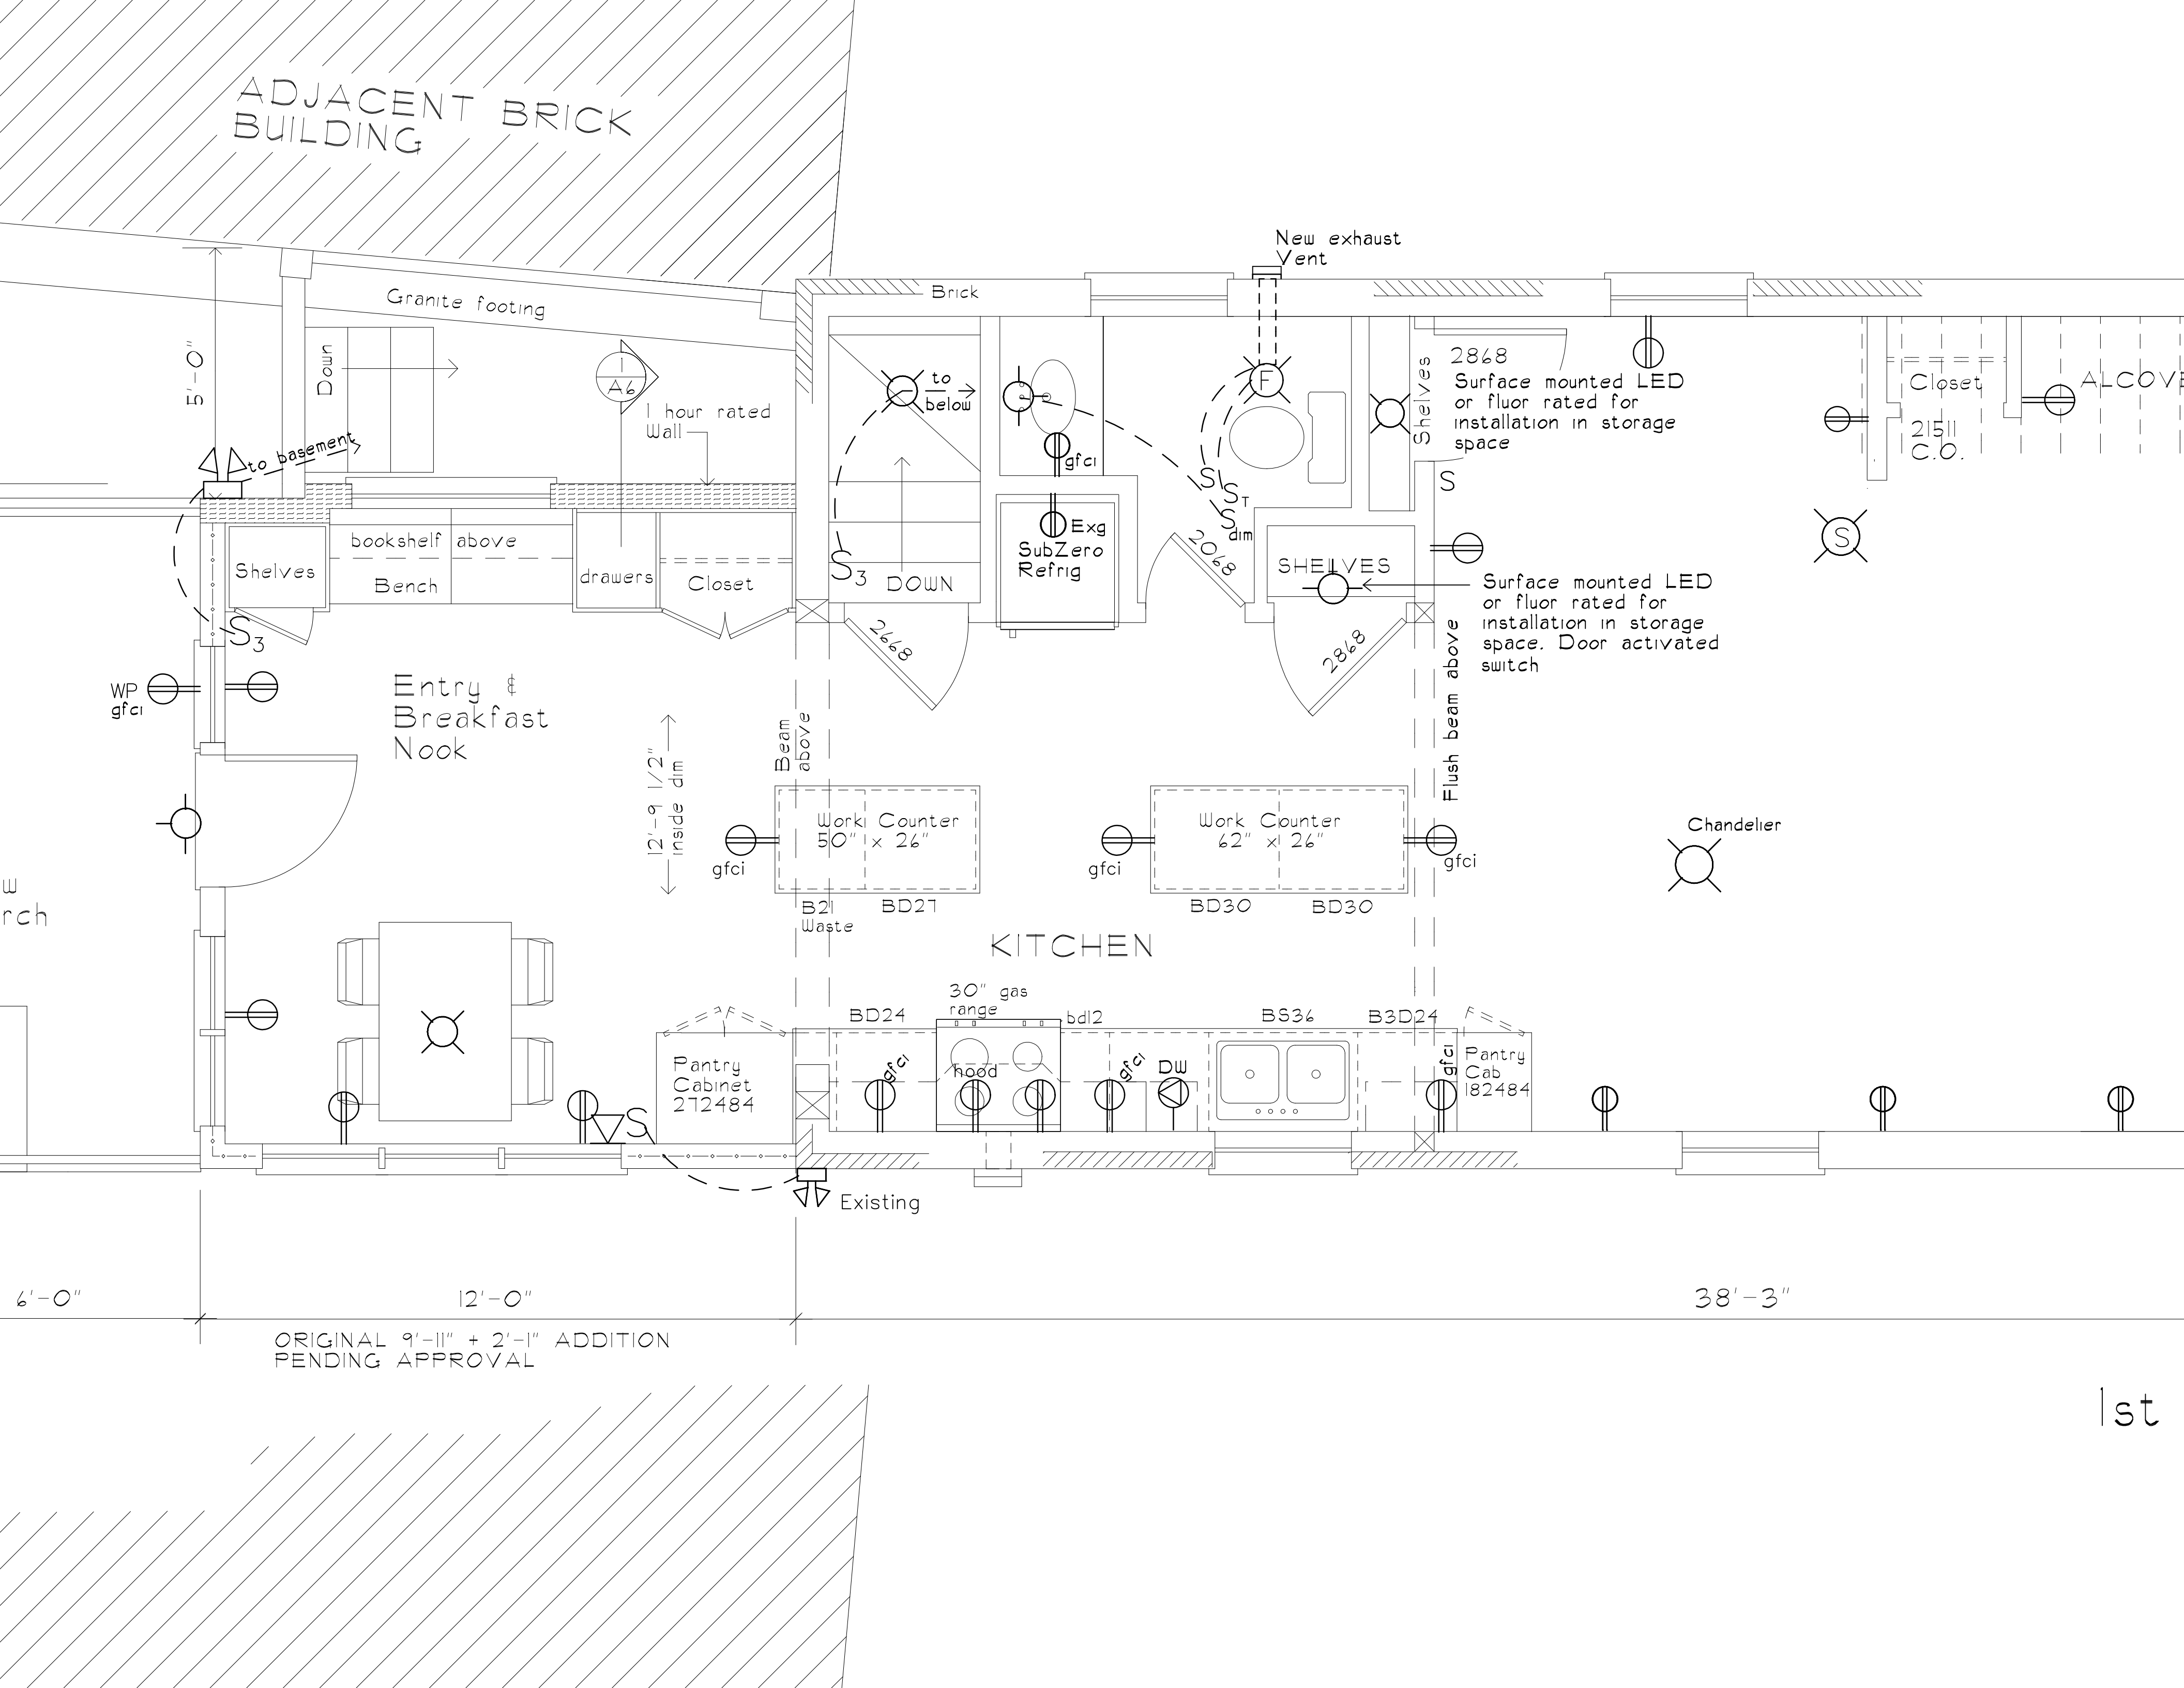 ADJACENT BRICK
BUILDING
New exhaust
Vent
Brick
Granite footing
5'-0"
Down
1
A6
1 hour rated
Wall
to basement
to
below
F
gfci
S
S
T
S
dim
Shelves
2868
Surface mounted LED
or fluor rated for
installation in storage
space
S
Closet
21511
C.O.
ALCOVE
S
Exg
SubZero
Refrig
S3
DOWN
2068
SHELVES
Surface mounted LED
or fluor rated for
installation in storage
space. Door activated
switch
bookshelf above
Shelves
Bench
drawers
Closet
S3
2668
2868
WP
gfci
Entry &
Breakfast
Nook
12'-9 1/2"
inside dim
Beam
above
Flush beam above
Work Counter
50" x 26"
gfci
Work Counter
62" x 26"
gfci
gfci
Chandelier
B21
Waste
BD27
BD30
BD30
KITCHEN
w
rch
30" gas
range
BD24
bd12
BS36
B3D24
Pantry
Cabinet
272484
gfci
hood
gfci
DW
gfci
Pantry
Cab
182484
S
Existing
6'-0"
12'-0"
38'-3"
ORIGINAL 9'-11" + 2'-1" ADDITION
PENDING APPROVAL
1st